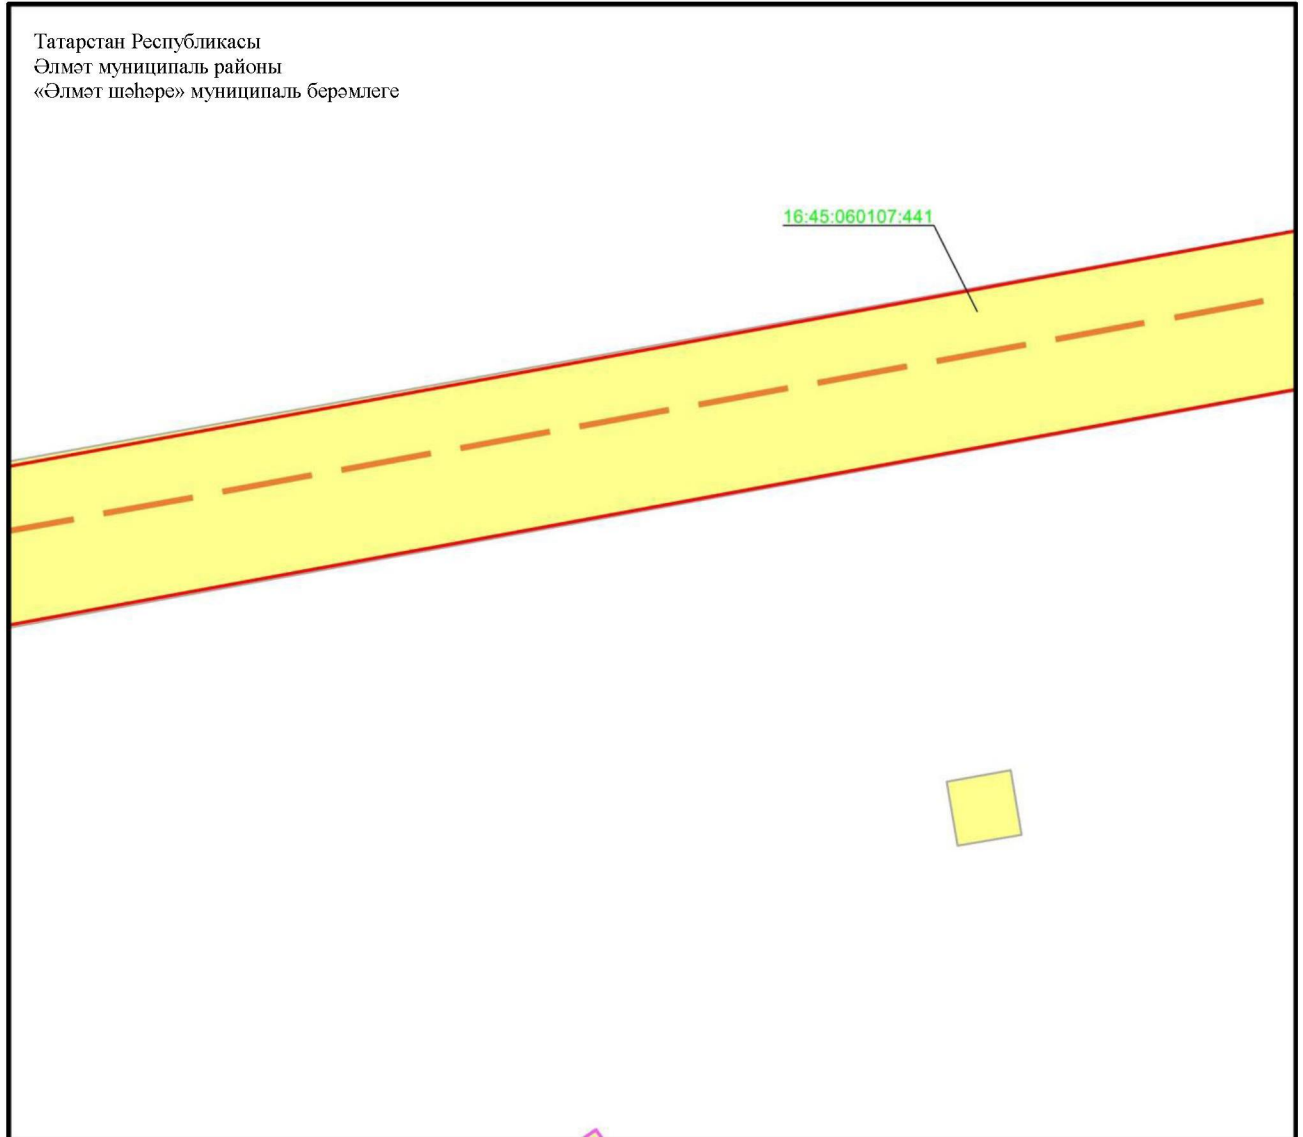 Татарстан Республикасы
Әлмәт муниципаль районы
«Әлмәт шәһәре» муниципаль берәмлеге
16:45:060107:441